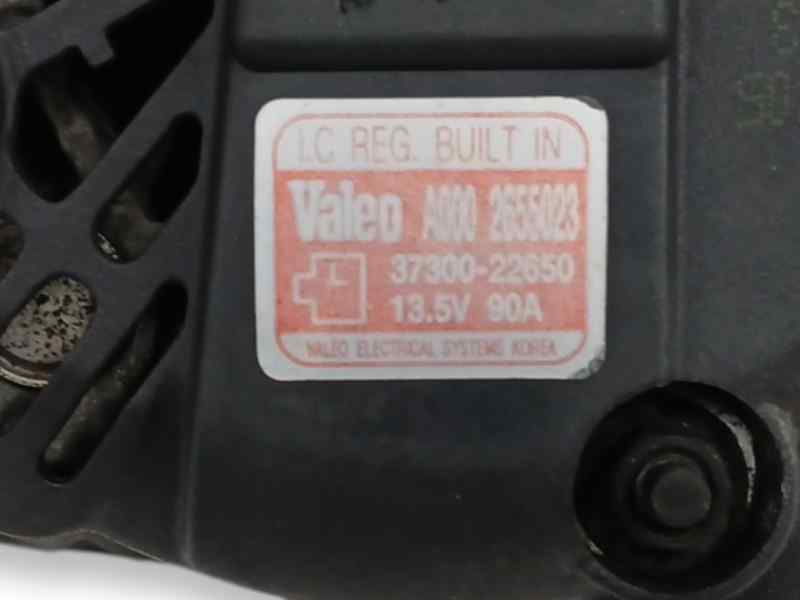 I.C REG. BUILT IN
Valeo A000 2655023
37300-22650
L
13.5V 90A
VALEO ELECTRICAL SYSTEMS KOREA